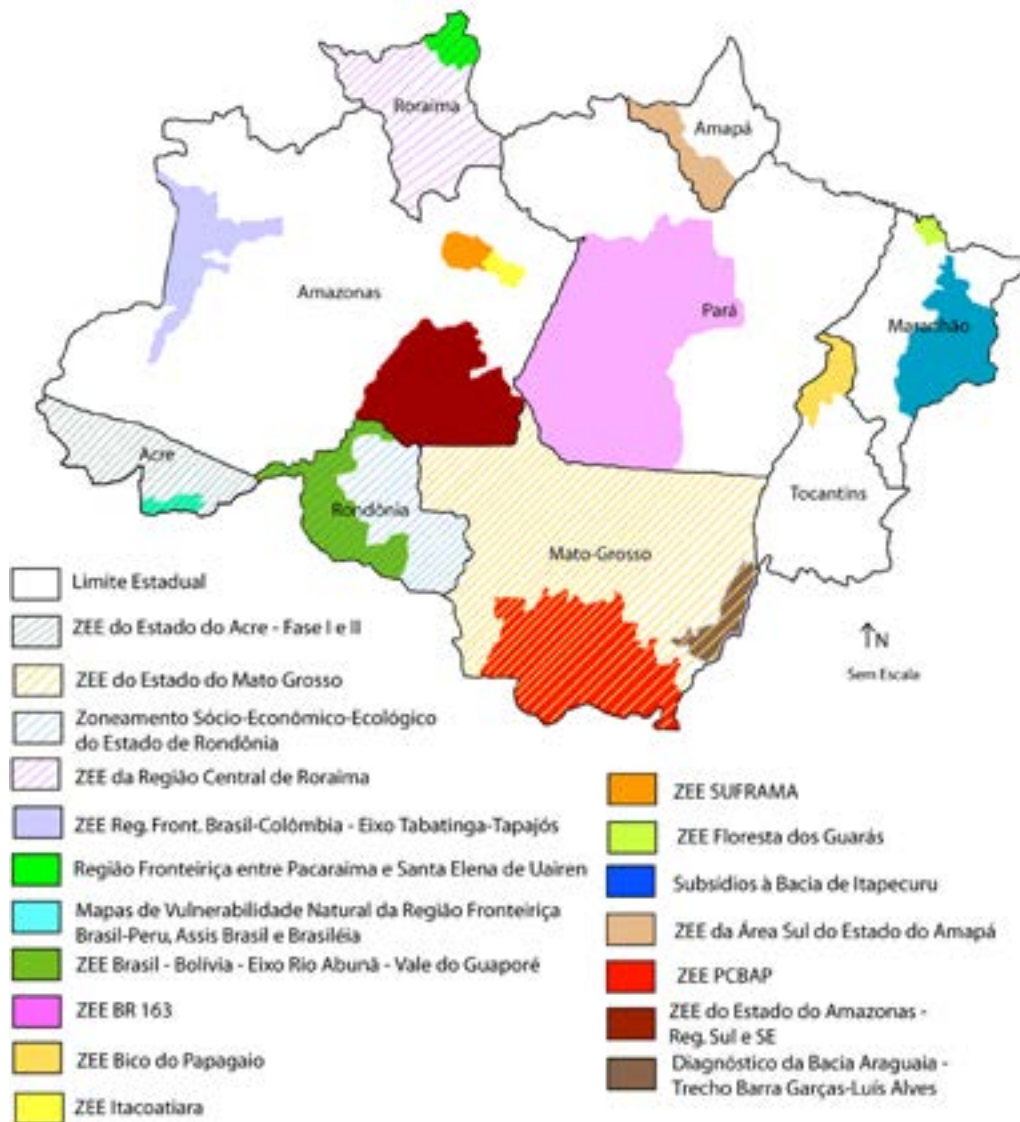 Roraima
Amapá
Amazonas
Pará
Maranhão
Acre
Rondônia
Tocantins
Mato-Grosso
N
Sem Escala
Limite Estadual
ZEE do Estado do Acre - Fase I e II
ZEE do Estado do Mato Grosso
Zoneamento Sócio-Econômico-Ecológico
do Estado de Rondônia
ZEE da Região Central de Roraima
ZEE Reg. Front. Brasil-Colômbia - Eixo Tabatinga-Tapajós
Região Fronteiriça entre Pacaraima e Santa Elena de Uairen
Mapas de Vulnerabilidade Natural da Região Fronteiriça
Brasil-Peru, Assis Brasil e Brasiléia
ZEE Brasil - Bolívia - Eixo Rio Abunã - Vale do Guaporé
ZEE BR 163
ZEE Bico do Papagaio
ZEE Itacoatiara
ZEE SUFRAMA
ZEE Floresta dos Guarás
Subsídios à Bacia de Itapecuru
ZEE da Área Sul do Estado do Amapá
ZEE PCBAP
ZEE do Estado do Amazonas -
Reg. Sul e SE
Diagnóstico da Bacia Araguaia -
Trecho Barra Garças-Luís Alves